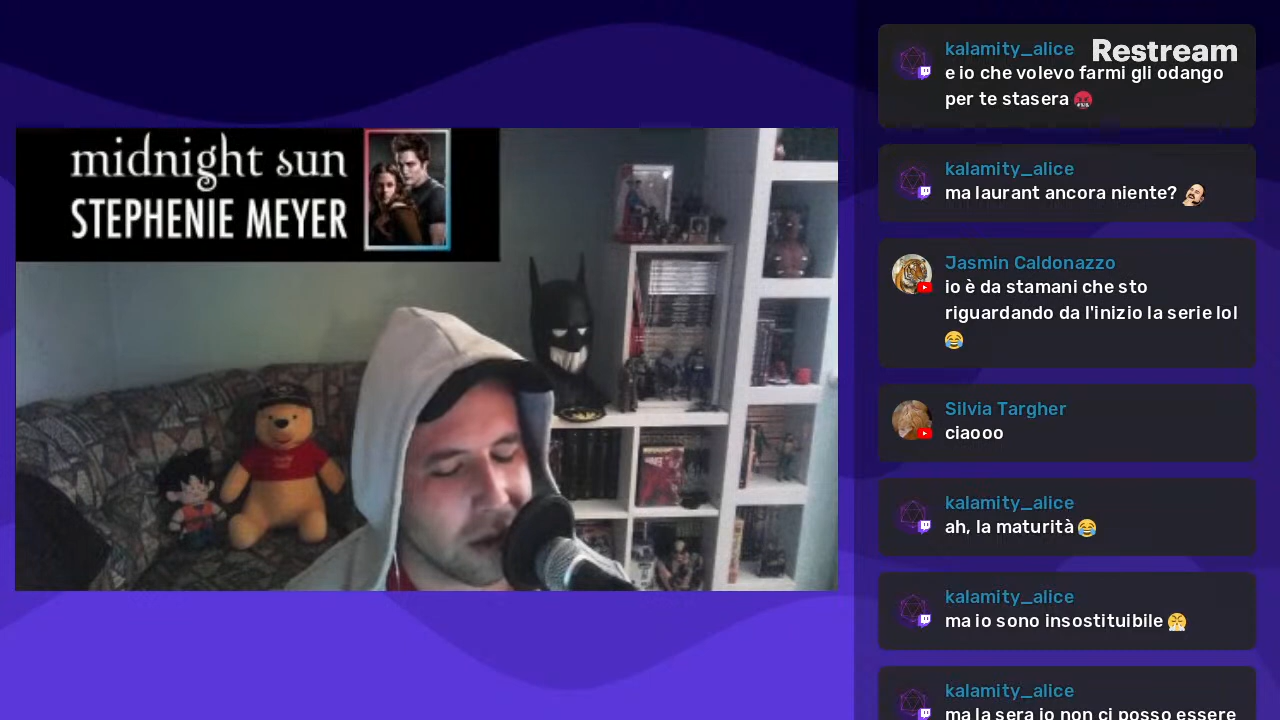 midnight sun
STEPHENIE MEYER
Restream
kalamity_alice
e io che volevo farmi gli odango
per te stasera
kalamity_alice
ma laurant ancora niente?
Jasmin Caldonazzo
io è da stamani che sto
riguardando da l'inizio la serie lol
Silvia Targher
ciaooo
kalamity_alice
ah, la maturità
kalamity_alice
ma io sono insostituibile
kalamity_alice
ma la sera io non ci posso essere